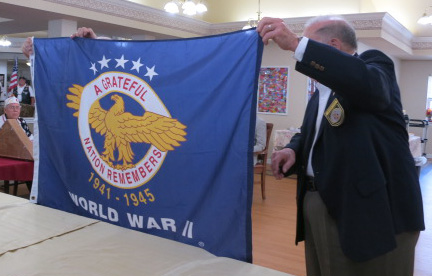 A GRATEFUL
NATION REMEMBERS
1941 - 1945
WORLD WAR II